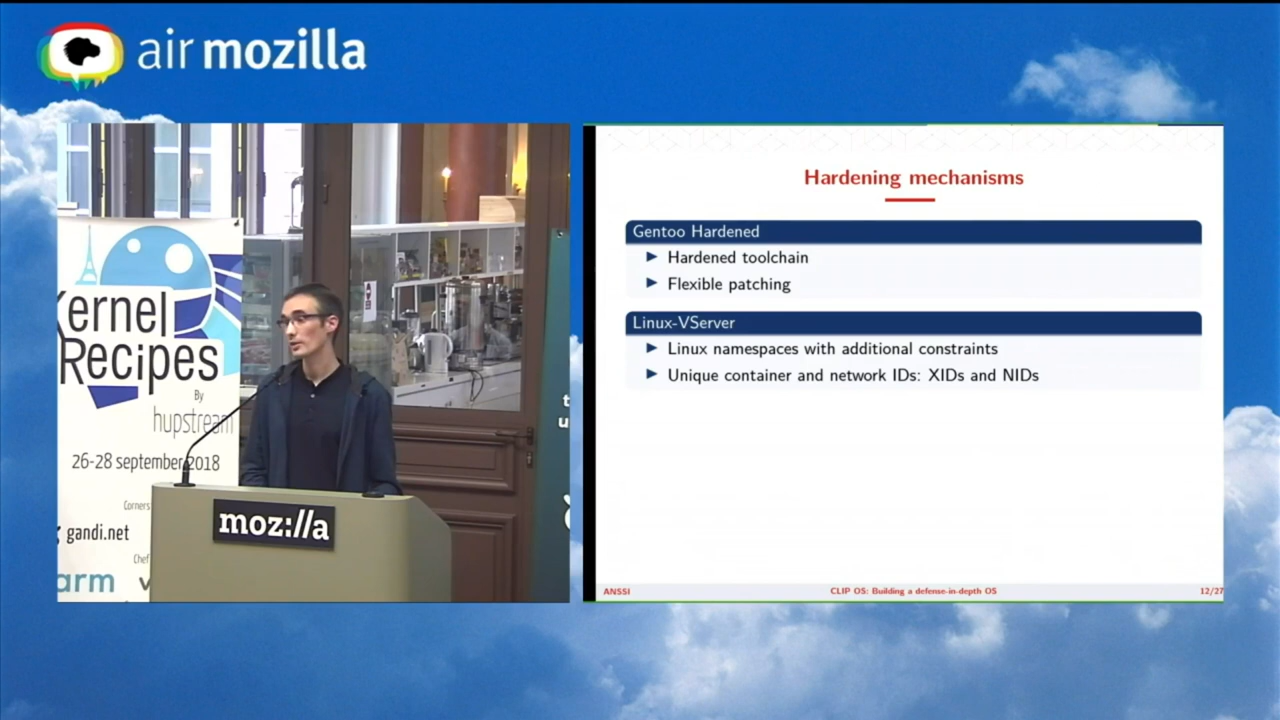 air mozilla
Kernel
Recipes
By
hupstream
26-28 september 2018
Corners
gandi.net
Chef
arm
moz://a
Hardening mechanisms
Gentoo Hardened
Hardened toolchain
Flexible patching
Linux-VServer
Linux namespaces with additional constraints
Unique container and network IDs: XIDs and NIDs
ANSSI
CLIP OS: Building a defense-in-depth OS
12/27